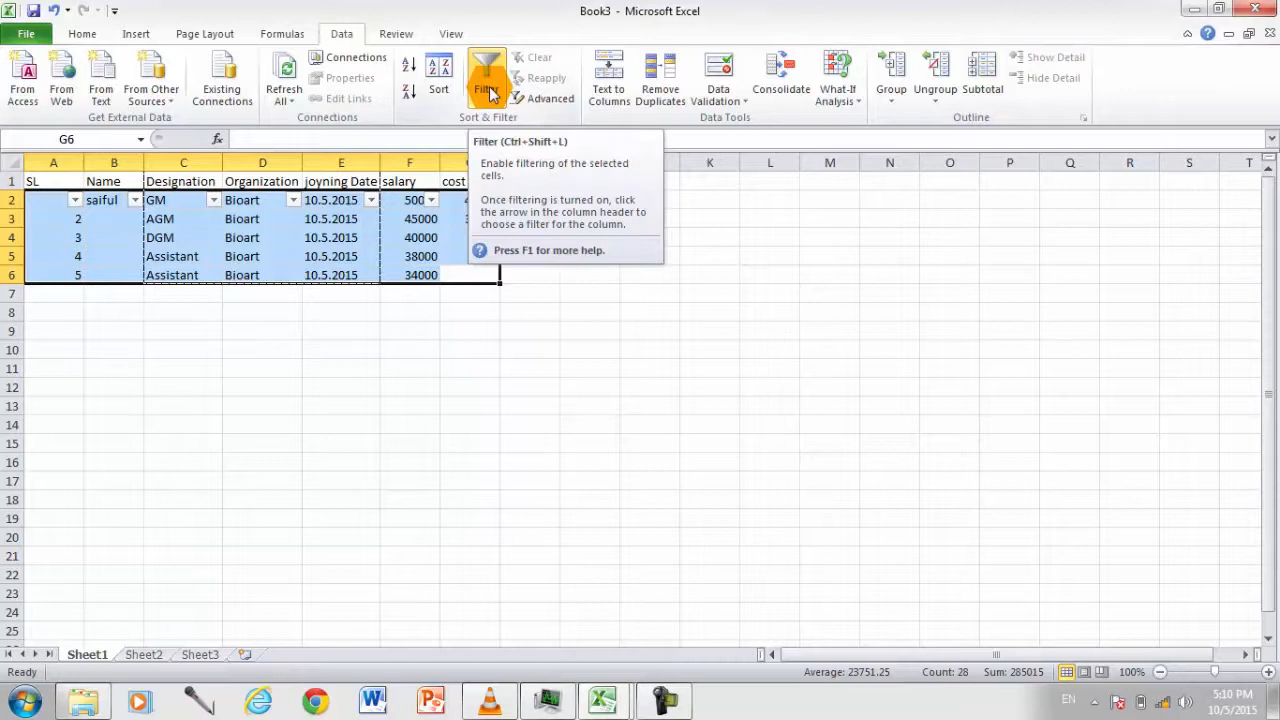 Book3 - Microsoft Excel
File Home Insert Page Layout Formulas Data Review View
From Access
From Web
From Text
From Other Sources
Existing Connections
Get External Data
Refresh All
Connections
Properties
Edit Links
Connections
Sort
Filter
Clear
Reapply
Advanced
Sort & Filter
Text to Columns
Remove Duplicates
Data Validation
Consolidate
What-If Analysis
Data Tools
Group
Ungroup
Subtotal
Show Detail
Hide Detail
Outline
G6 fx
Filter (Ctrl+Shift+L)
Enable filtering of the selected
cells.
Once filtering is turned on, click
the arrow in the column header to
choose a filter for the column.
Press F1 for more help.
A B C D E F K L M N O P Q R S T
1 SL Name Designation Organization joyning Date salary cost
2 saiful GM Bioart 10.5.2015
3 2 AGM Bioart 10.5.2015 45000
4 3 DGM Bioart 10.5.2015 40000
5 4 Assistant Bioart 10.5.2015 38000
6 5 Assistant Bioart 10.5.2015 34000
7
8
9
10
11
12
13
14
15
16
17
18
19
20
21
22
23
24
25
Sheet1 Sheet2 Sheet3
Ready Average: 23751.25 Count: 28 Sum: 285015 100%
EN 5:10 PM
10/5/2015